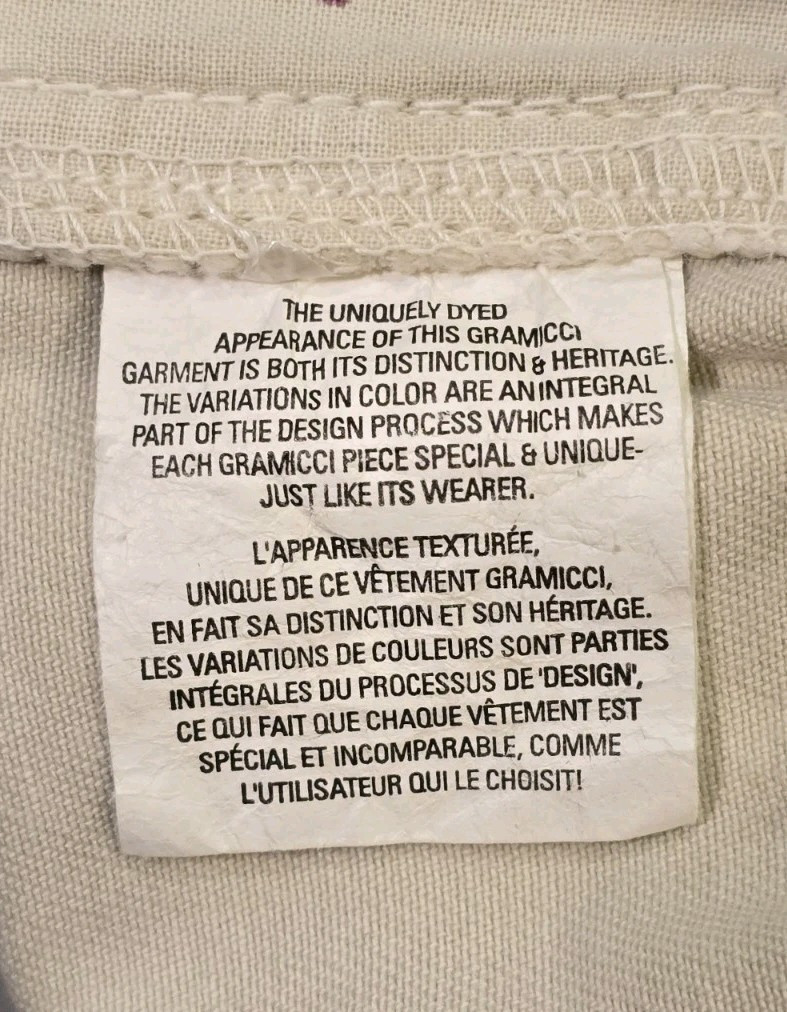 THE UNIQUELY DYED
APPEARANCE OF THIS GRAMICCI
GARMENT IS BOTH ITS DISTINCTION & HERITAGE.
THE VARIATIONS IN COLOR ARE AN INTEGRAL
PART OF THE DESIGN PROCESS WHICH MAKES
EACH GRAMICCI PIECE SPECIAL & UNIQUE-
JUST LIKE ITS WEARER.
L'APPARENCE TEXTURÉE,
UNIQUE DE CE VÊTEMENT GRAMICCI,
EN FAIT SA DISTINCTION ET SON HÉRITAGE.
LES VARIATIONS DE COULEURS SONT PARTIES
INTÉGRALES DU PROCESSUS DE 'DESIGN',
CE QUI FAIT QUE CHAQUE VÊTEMENT EST
SPÉCIAL ET INCOMPARABLE, COMME
L'UTILISATEUR QUI LE CHOISIT!